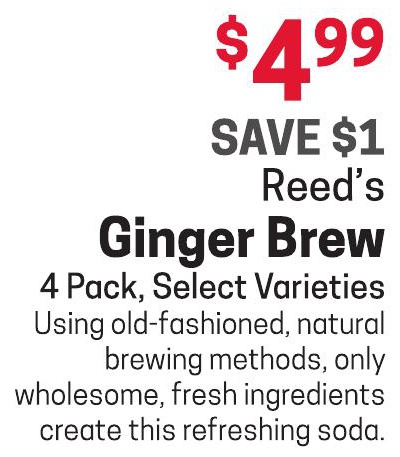 $4.99
SAVE $1
Reed's
Ginger Brew
4 Pack, Select Varieties
Using old-fashioned, natural
brewing methods, only
wholesome, fresh ingredients
create this refreshing soda.